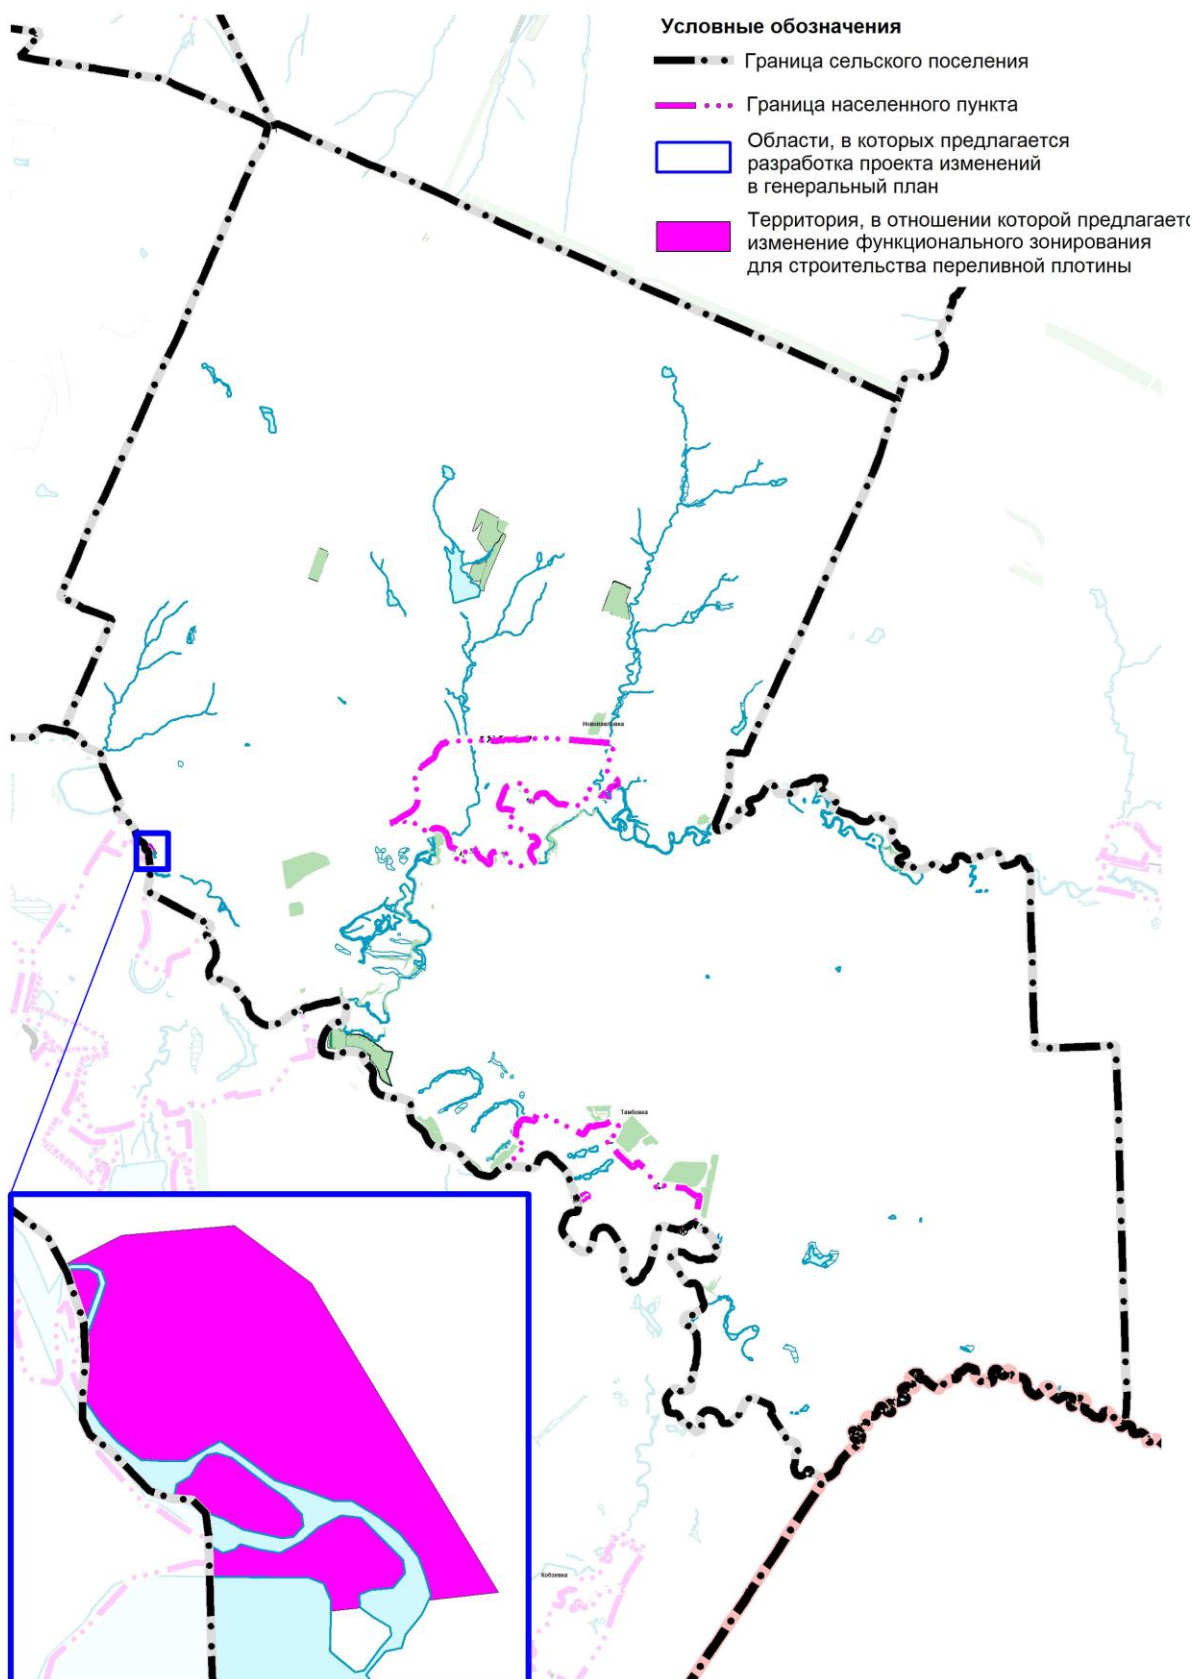 Условные обозначения
Граница сельского поселения
Граница населенного пункта
Области, в которых предлагается
разработка проекта изменений
в генеральный план
Территория, в отношении которой предлагаетс
изменение функционального зонирования
для строительства переливной плотины
Новопавловка
Тамбовка
Кобзевка